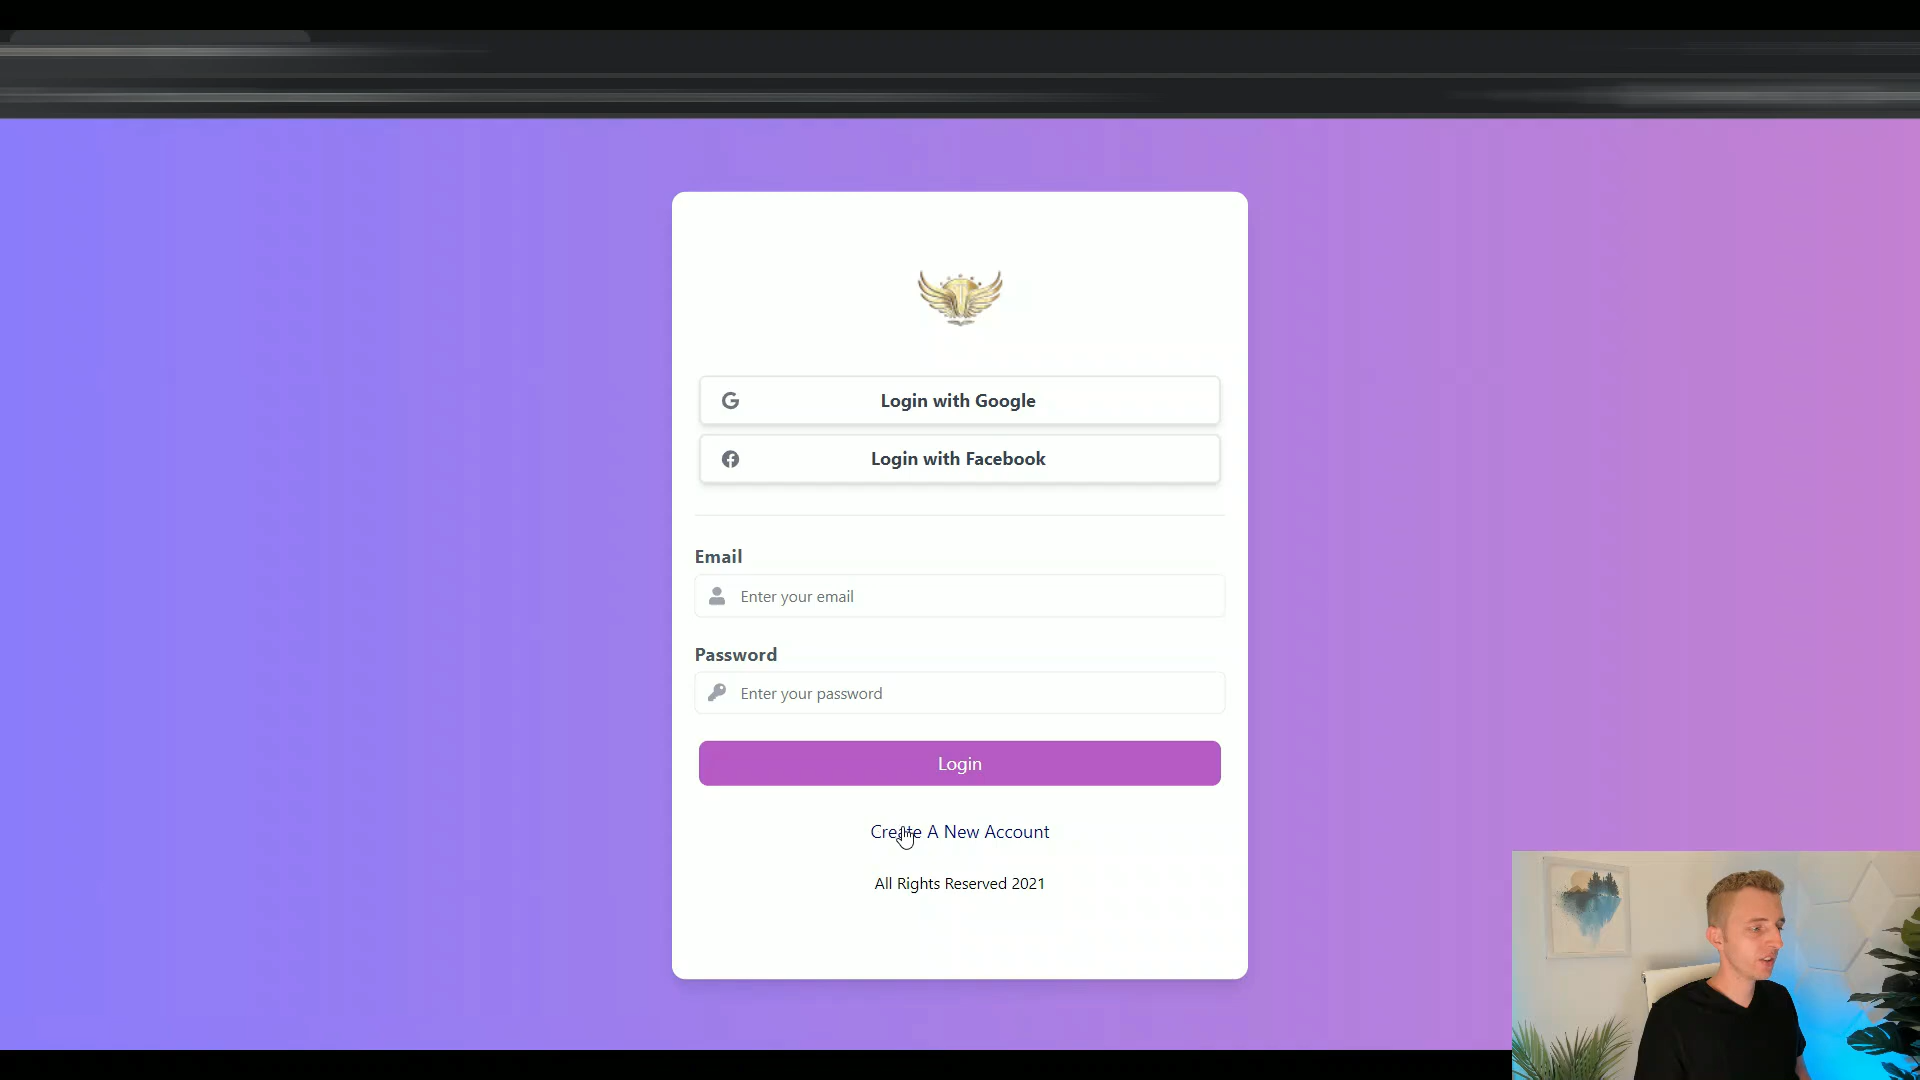 Login with Google
Login with Facebook
Email
Enter your email
Password
Enter your password
Login
Create A New Account
All Rights Reserved 2021